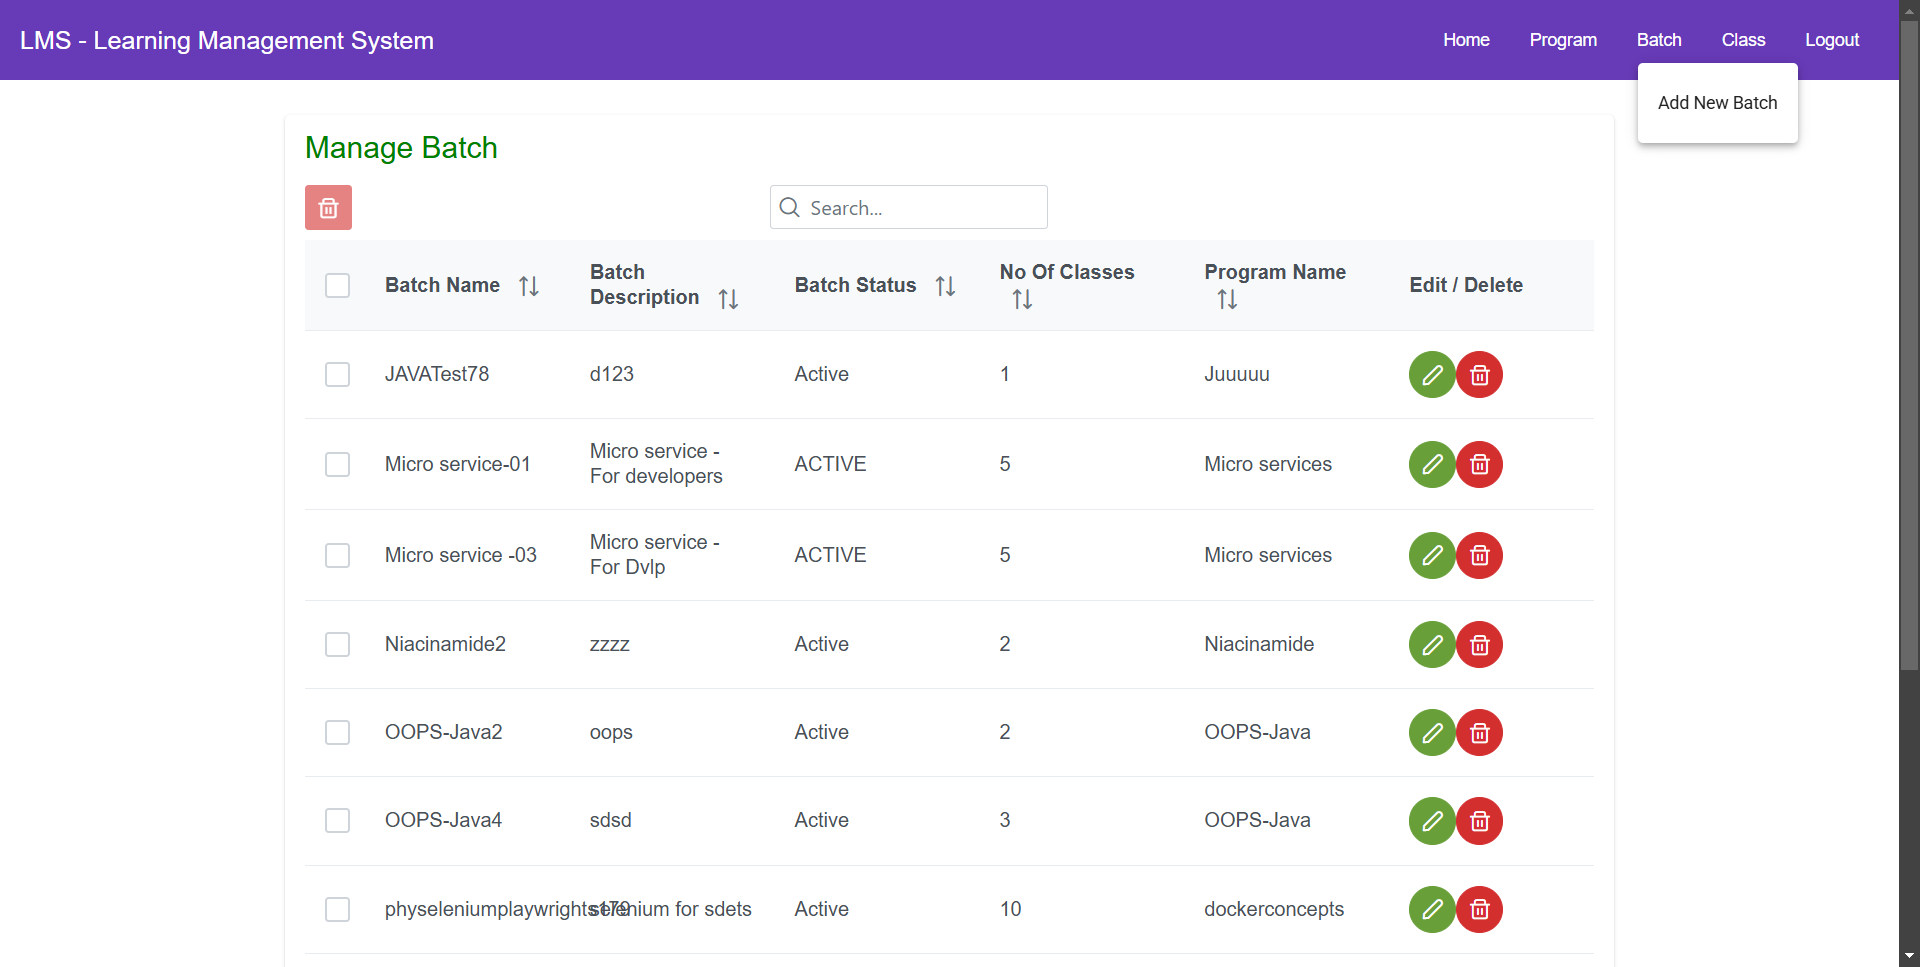 LMS - Learning Management System
Home Program Batch Class Logout
Add New Batch
Manage Batch
Search...
Batch Name Batch Description Batch Status No Of Classes Program Name Edit / Delete
JAVATest78 d123 Active 1 Juuuuu
Micro service-01 Micro service - For developers ACTIVE 5 Micro services
Micro service -03 Micro service - For Dvlp ACTIVE 5 Micro services
Niacinamide2 zzzz Active 2 Niacinamide
OOPS-Java2 oops Active 2 OOPS-Java
OOPS-Java4 sdsd Active 3 OOPS-Java
physeleniumplaywrights179 selenium for sdets Active 10 dockerconcepts